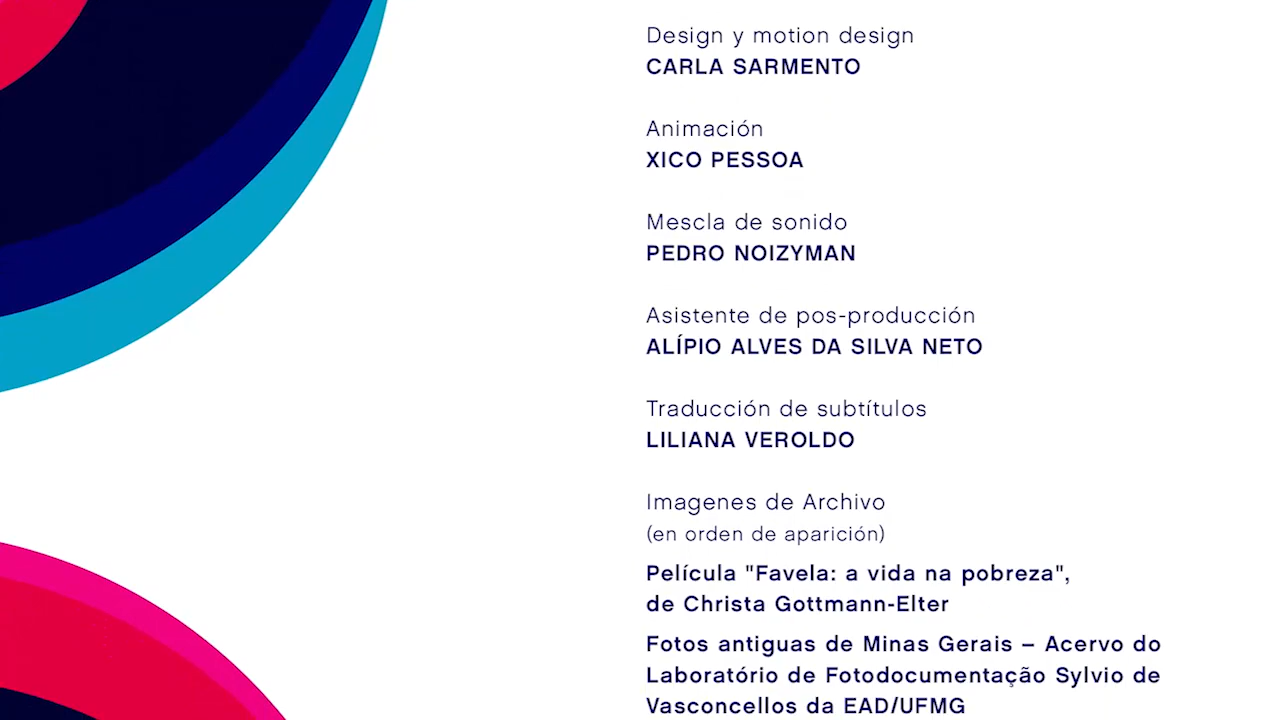 Design y motion design
CARLA SARMENTO
Animación
XICO PESSOA
Mescla de sonido
PEDRO NOIZYMAN
Asistente de pos-producción
ALÍPIO ALVES DA SILVA NETO
Traducción de subtítulos
LILIANA VEROLDO
Imagenes de Archivo
(en orden de aparición)
Película "Favela: a vida na pobreza",
de Christa Gottmann-Elter
Fotos antiguas de Minas Gerais – Acervo do
Laboratório de Fotodocumentação Sylvio de
Vasconcellos da EAD/UFMG